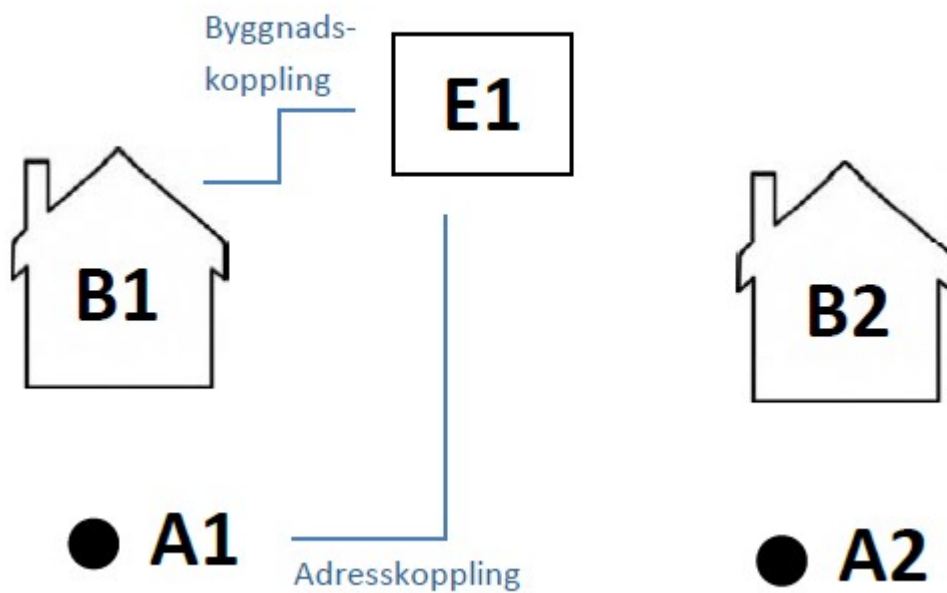 Byggnads-
koppling
E1
B1
B2
A1
Adresskoppling
A2